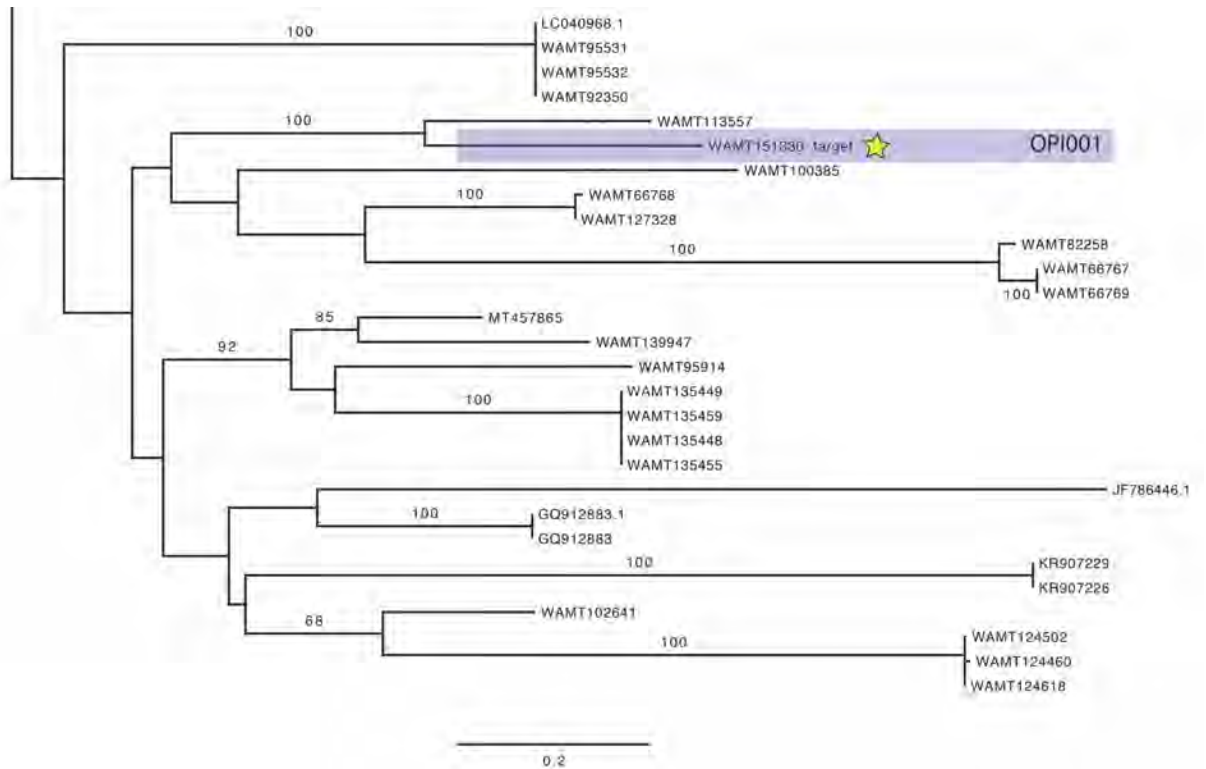 100
LC040968.1
WAMT95531
WAMT95532
WAMT92350
100
WAMT113557
WAMT151330 target
OPI001
WAMT100385
100
WAMT66768
WAMT127328
100
WAMT82258
WAMT66767
100
WAMT66769
85
MT457865
92
WAMT139947
WAMT95914
WAMT135449
100
WAMT135459
WAMT135448
WAMT135455
JF786446.1
100
GQ912883.1
GQ912883
100
KR907229
KR907226
68
WAMT102641
100
WAMT124502
WAMT124460
WAMT124618
0.2